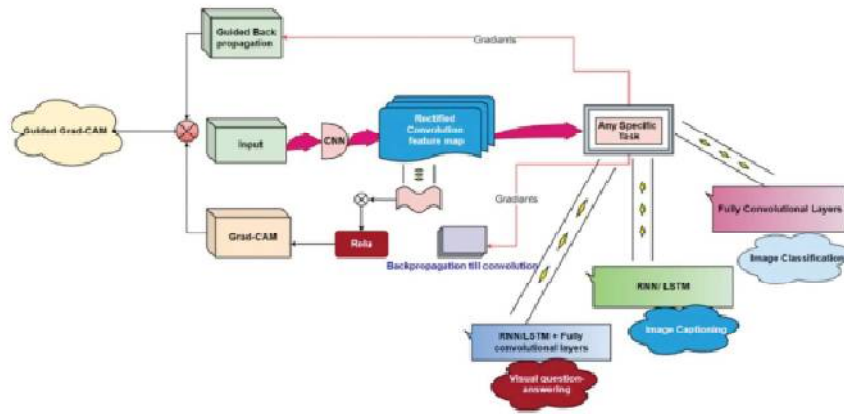 Guided Back
propagation
Gradients
Guided Grad-CAM
Input
CNN
Rectified
Convolution
feature map
Any Specific
Task
Gradients
Grad-CAM
Relu
Backpropagation till convolution
Fully Convolutional Layers
Image Classification
RNN/ LSTM
Image Captioning
RNN/LSTM + Fully
convolutional layers
Visual question-
answering